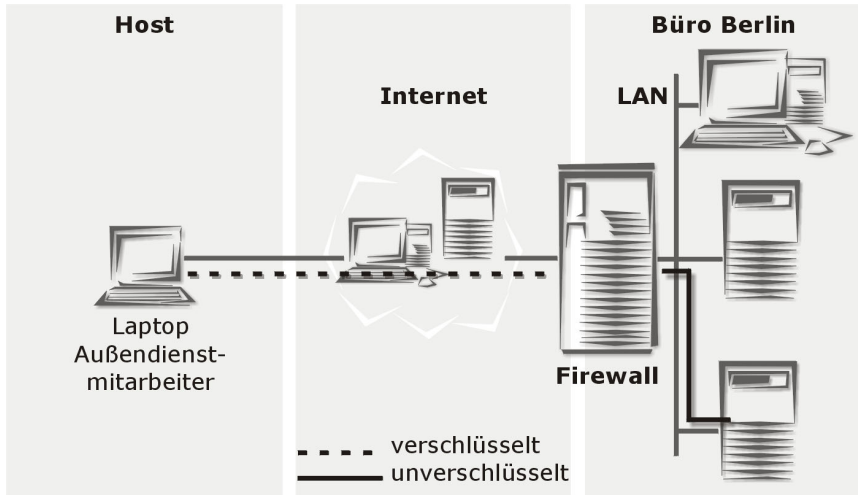 Host
Internet
Büro Berlin
LAN
Laptop
Außendienst-
mitarbeiter
Firewall
verschlüsselt
unverschlüsselt